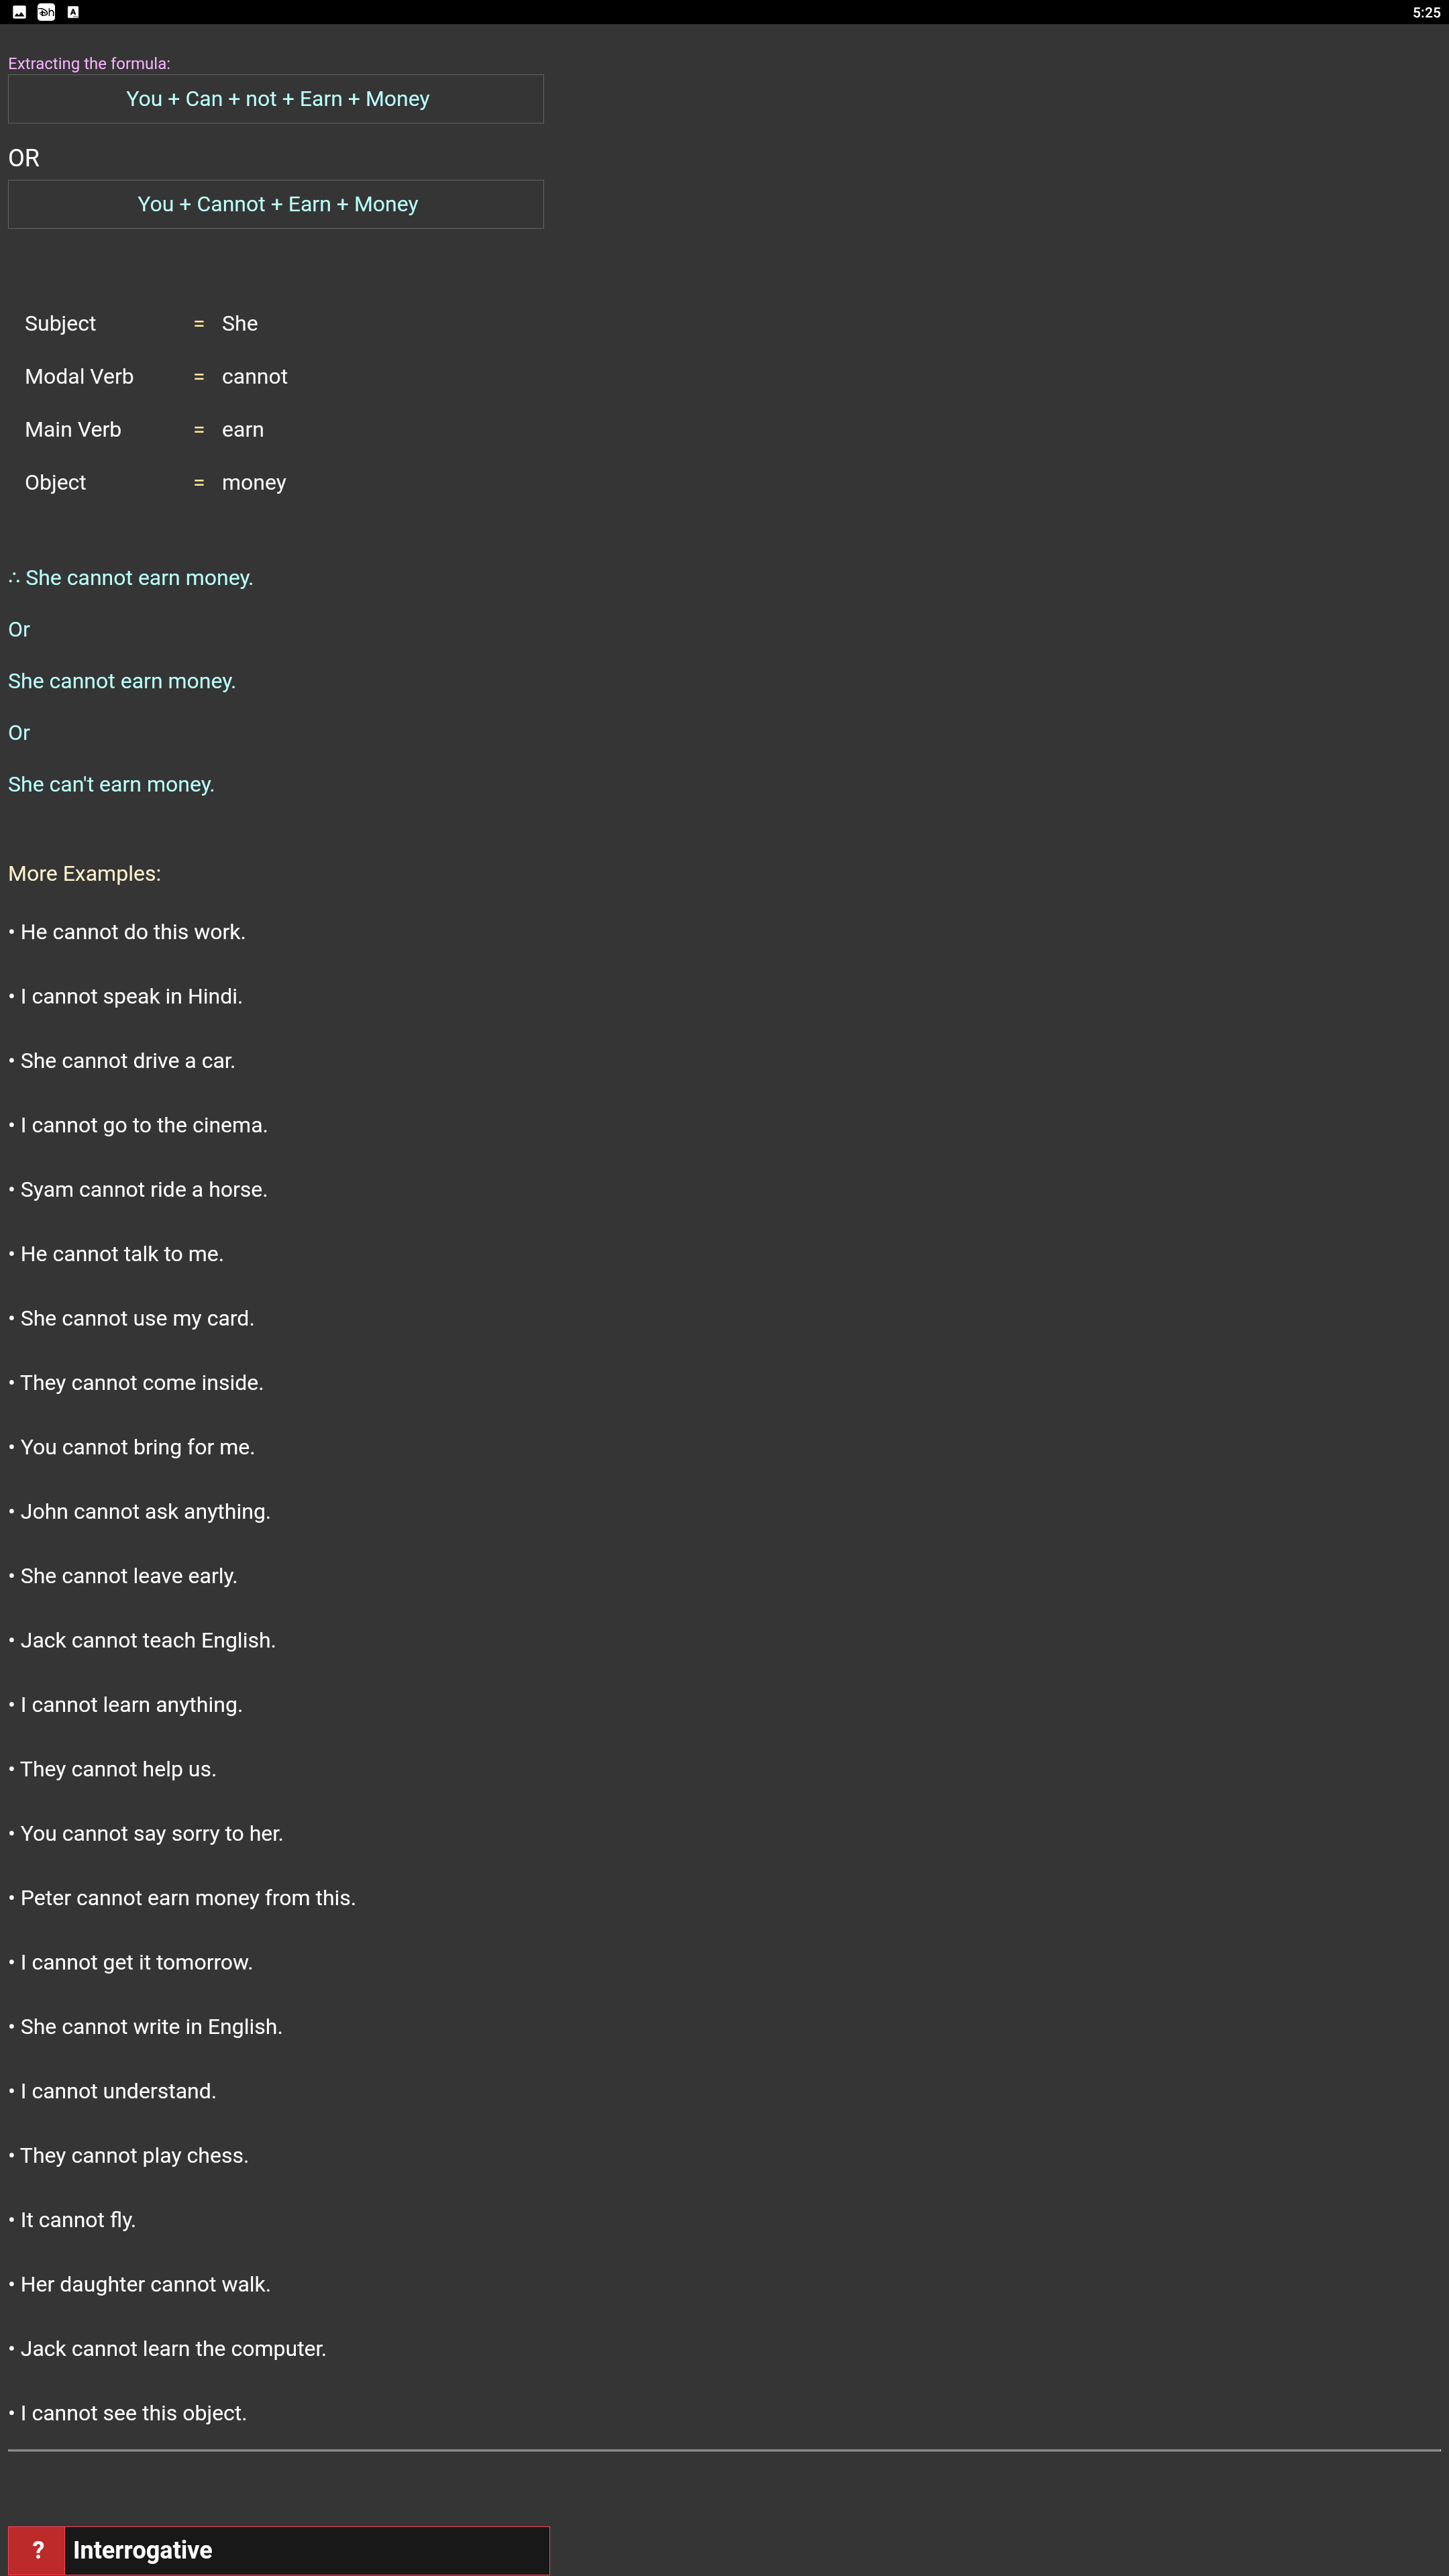 5:25
Extracting the formula:
You + Can + not + Earn + Money
OR
You + Cannot + Earn + Money
Subject = She
Modal Verb = cannot
Main Verb = earn
Object = money
∴ She cannot earn money.
Or
She cannot earn money.
Or
She can't earn money.
More Examples:
• He cannot do this work.
• I cannot speak in Hindi.
• She cannot drive a car.
• I cannot go to the cinema.
• Syam cannot ride a horse.
• He cannot talk to me.
• She cannot use my card.
• They cannot come inside.
• You cannot bring for me.
• John cannot ask anything.
• She cannot leave early.
• Jack cannot teach English.
• I cannot learn anything.
• They cannot help us.
• You cannot say sorry to her.
• Peter cannot earn money from this.
• I cannot get it tomorrow.
• She cannot write in English.
• I cannot understand.
• They cannot play chess.
• It cannot fly.
• Her daughter cannot walk.
• Jack cannot learn the computer.
• I cannot see this object.
? Interrogative